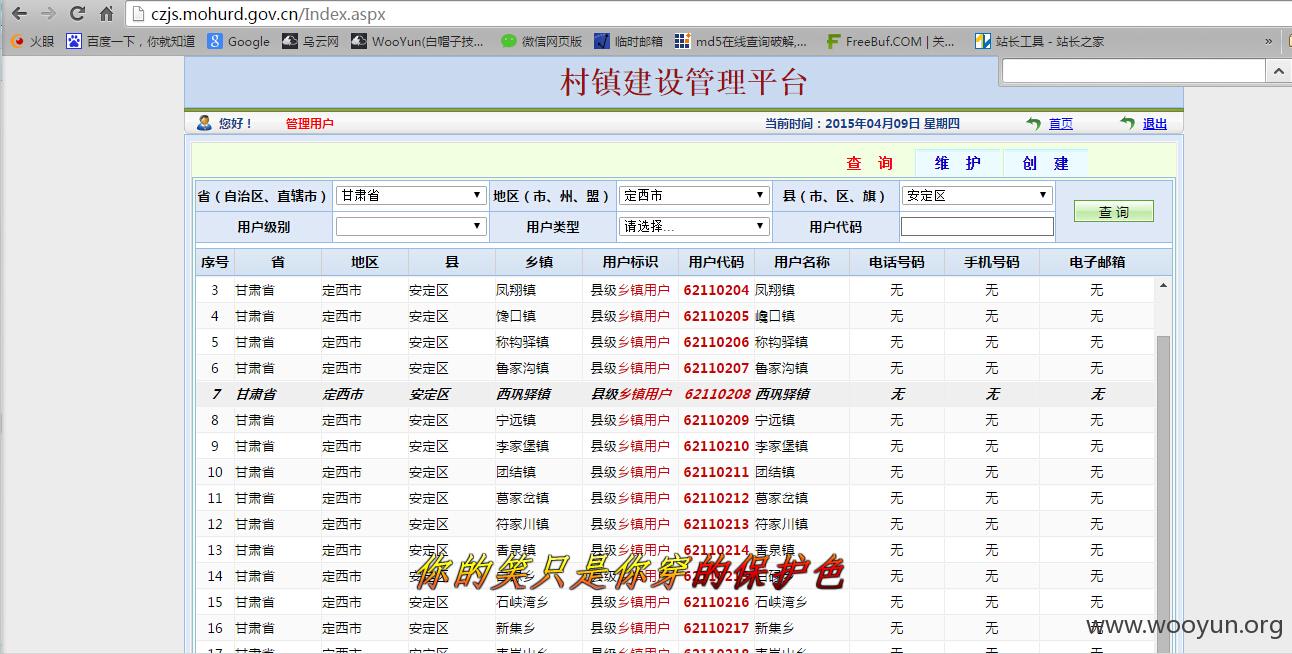 czjs.mohurd.gov.cn/Index.aspx
火眼 百度一下，你就知道 Google 乌云网 WooYun(白帽子技... 微信网页版 临时邮箱 md5在线查询破解,... FreeBuf.COM | 关... 站长工具 - 站长之家 »
村镇建设管理平台
您好！ 管理用户 当前时间：2015年04月09日 星期四 首页 退出
查 询 维 护 创 建
省（自治区、直辖市） 甘肃省 地区（市、州、盟） 定西市 县（市、区、旗） 安定区 查 询
用户级别 用户类型 请选择... 用户代码
序号 省 地区 县 乡镇 用户标识 用户代码 用户名称 电话号码 手机号码 电子邮箱
3 甘肃省 定西市 安定区 凤翔镇 县级乡镇用户 62110204 凤翔镇 无 无 无
4 甘肃省 定西市 安定区 馋口镇 县级乡镇用户 62110205 巉口镇 无 无 无
5 甘肃省 定西市 安定区 称钩驿镇 县级乡镇用户 62110206 称钩驿镇 无 无 无
6 甘肃省 定西市 安定区 鲁家沟镇 县级乡镇用户 62110207 鲁家沟镇 无 无 无
7 甘肃省 定西市 安定区 西巩驿镇 县级乡镇用户 62110208 西巩驿镇 无 无 无
8 甘肃省 定西市 安定区 宁远镇 县级乡镇用户 62110209 宁远镇 无 无 无
9 甘肃省 定西市 安定区 李家堡镇 县级乡镇用户 62110210 李家堡镇 无 无 无
10 甘肃省 定西市 安定区 团结镇 县级乡镇用户 62110211 团结镇 无 无 无
11 甘肃省 定西市 安定区 葛家岔镇 县级乡镇用户 62110212 葛家岔镇 无 无 无
12 甘肃省 定西市 安定区 符家川镇 县级乡镇用户 62110213 符家川镇 无 无 无
13 甘肃省 定西市 安定区 香泉镇 县级乡镇用户 62110214 香泉镇 无 无 无
你的笑只是你穿的保护色
14 甘肃省 定西市 无 无 无
15 甘肃省 定西市 安定区 石峡湾乡 县级乡镇用户 62110216 石峡湾乡 无 无 无
16 甘肃省 定西市 安定区 新集乡 县级乡镇用户 62110217 新集乡 无 无 无
www.wooyun.org
17 甘肃省 定西市 安定区 县级乡镇用户 62110218 无 无